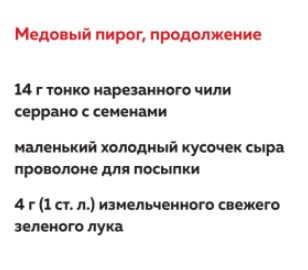 Медовый пирог, продолжение
14 г тонко нарезанного чили
серрано с семенами
маленький холодный кусочек сыра
проволоне для посыпки
4 г (1 ст. л.) измельченного свежего
зеленого лука